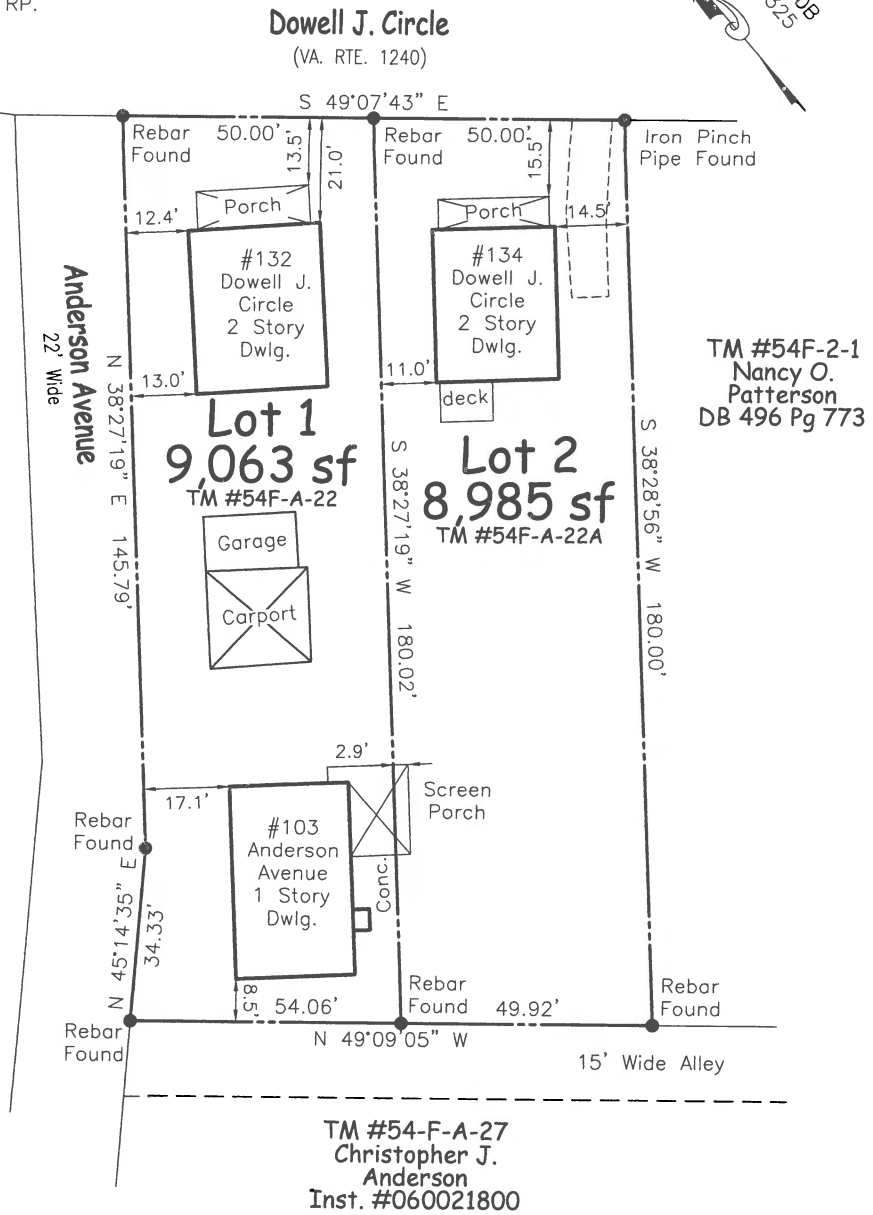 RP.
DB
Dowell J. Circle
(VA. RTE. 1240)
S 49°07'43" E
Rebar
Found
50.00'
13.5'
21.0'
Rebar
Found
50.00'
15.5'
Iron Pinch
Pipe Found
Porch
Porch
12.4'
14.5'
#132
Dowell J.
Circle
2 Story
Dwlg.
#134
Dowell J.
Circle
2 Story
Dwlg.
Anderson Avenue
22' Wide
13.0'
11.0'
deck
TM #54F-2-1
Nancy O.
Patterson
DB 496 Pg 773
N 38°27'19" E 145.79'
Lot 1
9,063 sf
TM #54F-A-22
S 38°27'19" W 180.02'
Lot 2
8,985 sf
TM #54F-A-22A
S 38°28'56" W 180.00'
Garage
Carport
2.9'
17.1'
Screen
Porch
Rebar
Found
#103
Anderson
Avenue
1 Story
Dwlg.
Conc.
N 45°14'35" E
34.33'
8.5'
54.06'
Rebar
Found
49.92'
Rebar
Found
Rebar
Found
N 49°09'05" W
15' Wide Alley
TM #54-F-A-27
Christopher J.
Anderson
Inst. #060021800